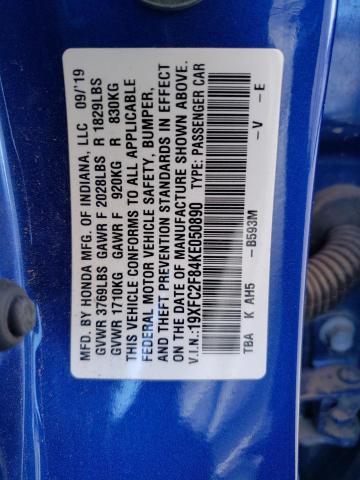 MFD. BY HONDA MFG. OF INDIANA, LLC 09/'19
GVWR 3769LBS GAWR F 2028LBS R 1829LBS
GVWR 1710KG GAWR F 920KG R 830KG
THIS VEHICLE CONFORMS TO ALL APPLICABLE
FEDERAL MOTOR VEHICLE SAFETY, BUMPER,
AND THEFT PREVENTION STANDARDS IN EFFECT
ON THE DATE OF MANUFACTURE SHOWN ABOVE.
V.I.N.:19XFC2F84KE050890 TYPE: PASSENGER CAR
TBA K AH5 -B593M -V -E